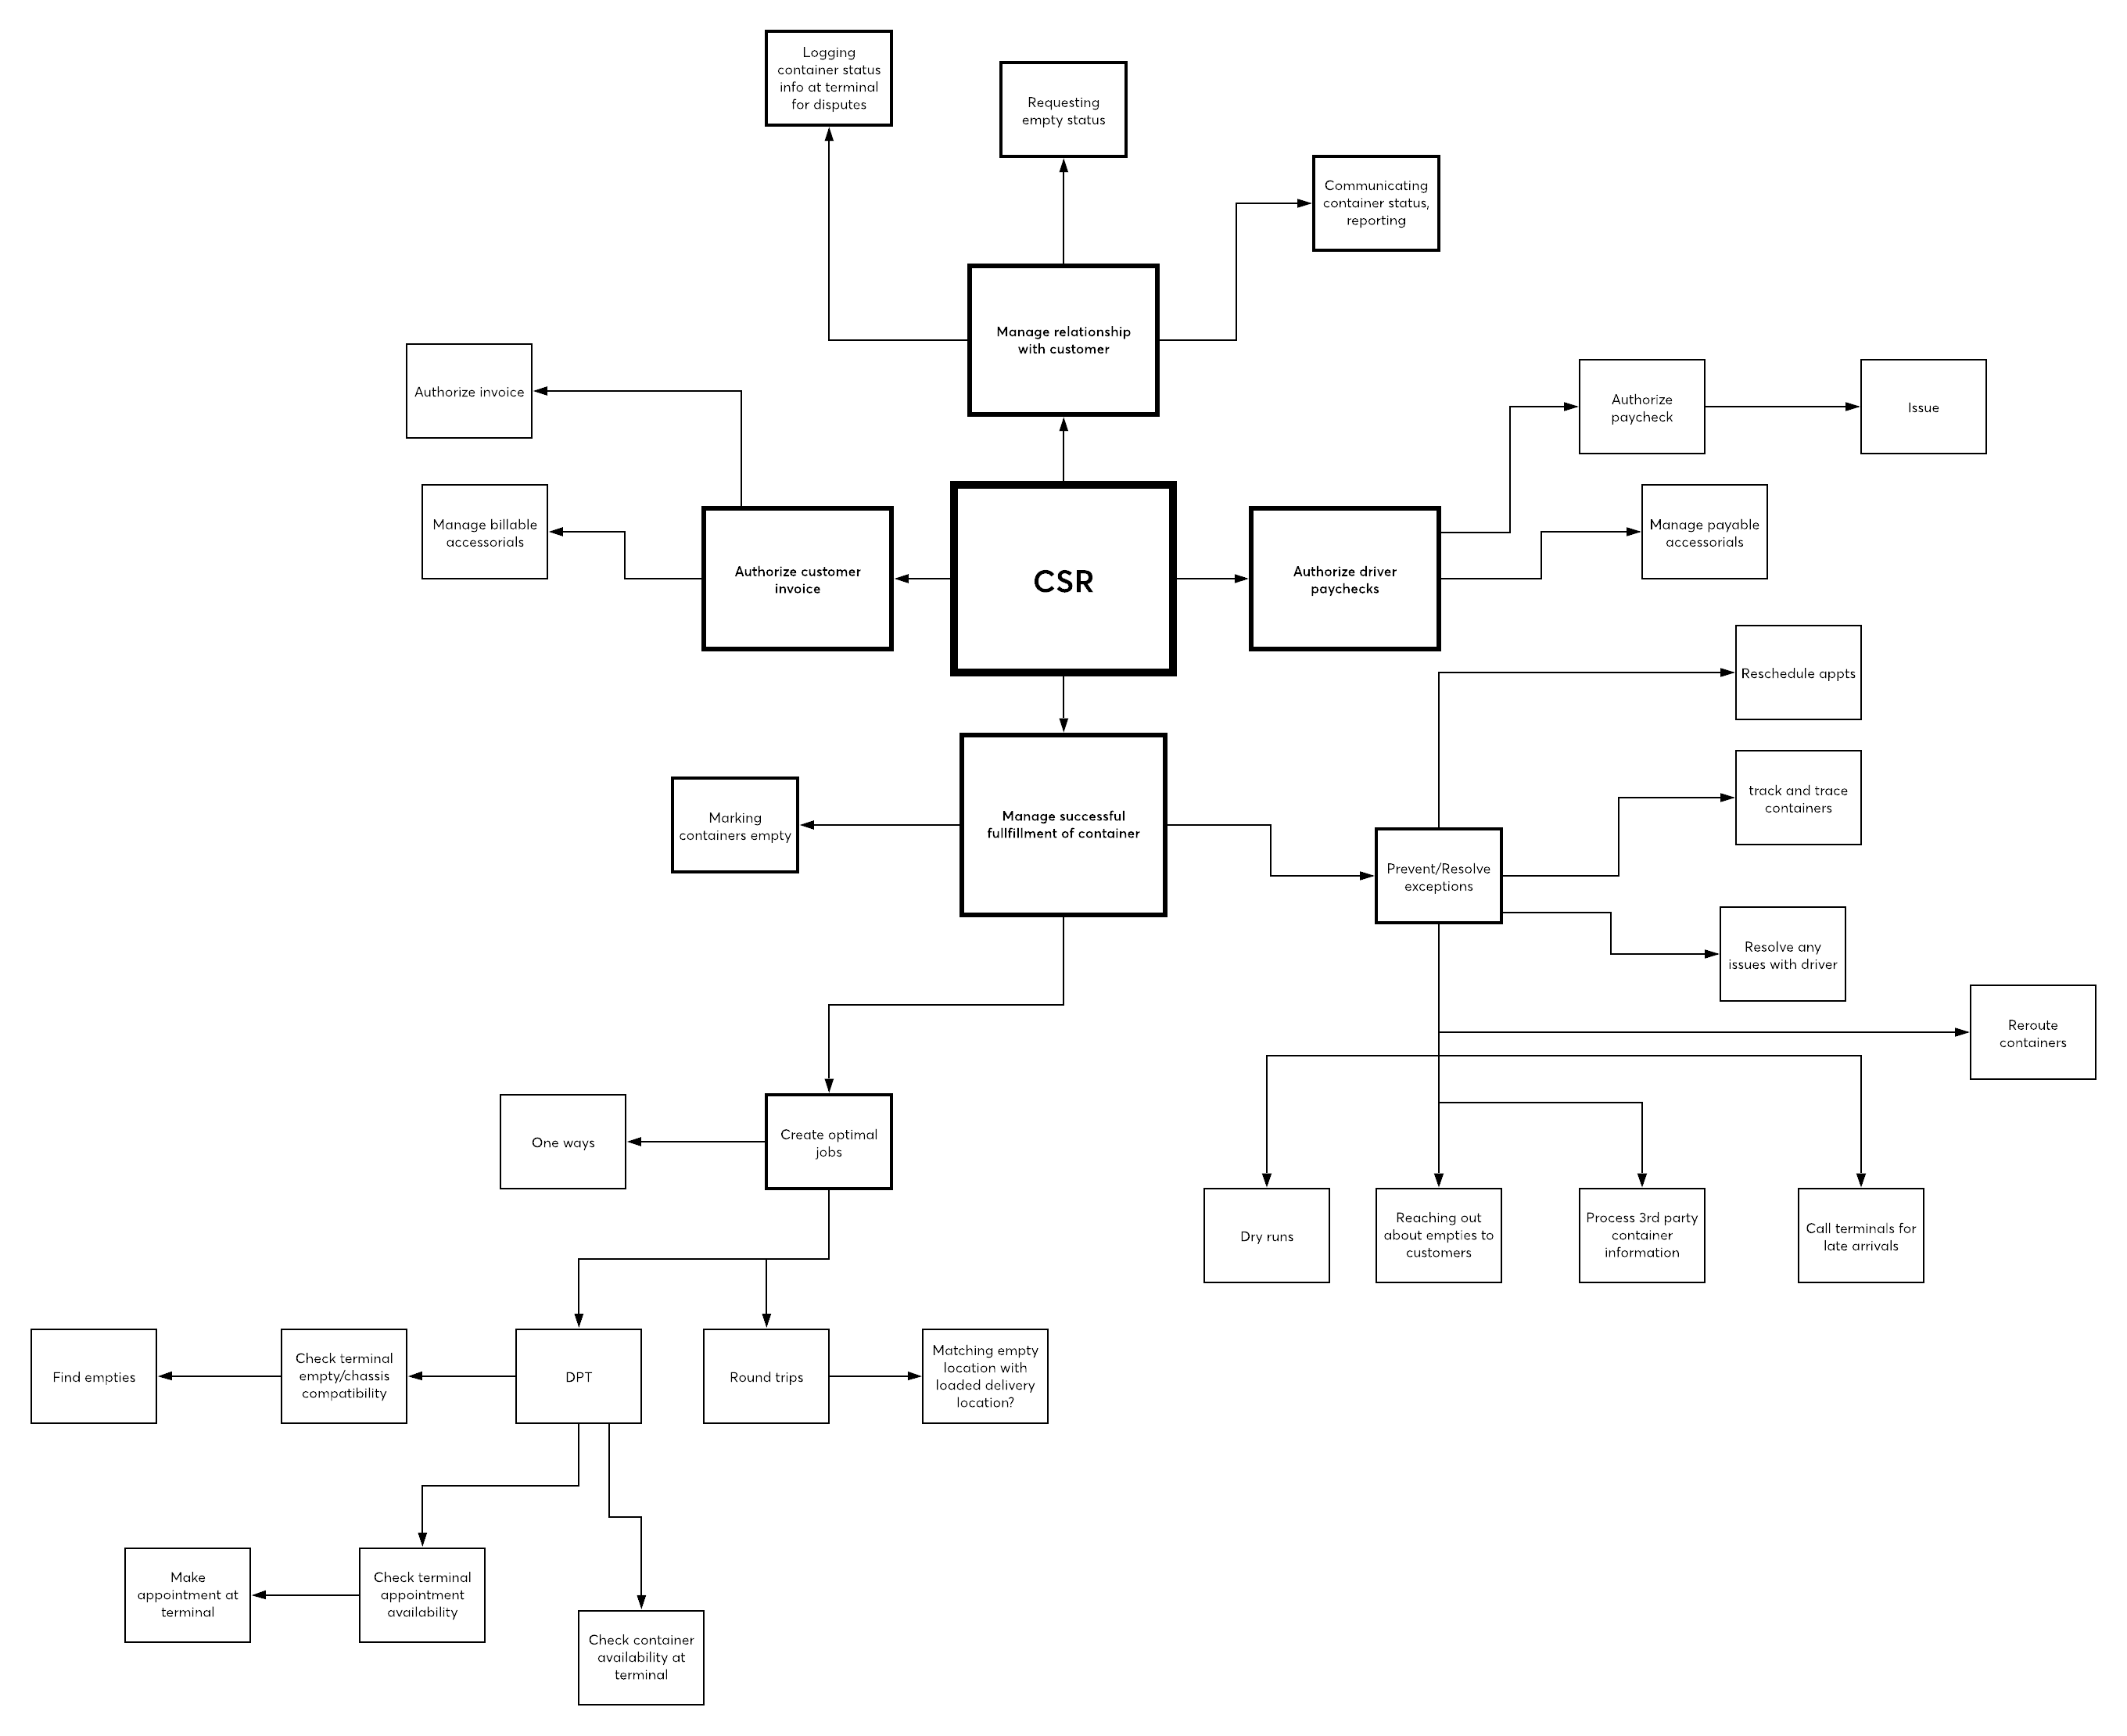 Logging
container status
info at terminal
for disputes
Requesting
empty status
Communicating
container status,
reporting
Manage relationship
with customer
Authorize invoice
Authorize
paycheck
Issue
Manage billable
accessorials
Manage payable
accessorials
Authorize customer
invoice
CSR
Authorize driver
paychecks
Reschedule appts
track and trace
containers
Marking
containers empty
Manage successful
fullfillment of container
Prevent/Resolve
exceptions
Resolve any
issues with driver
Reroute
containers
One ways
Create optimal
jobs
Dry runs
Reaching out
about empties to
customers
Process 3rd party
container
information
Call terminals for
late arrivals
Find empties
Check terminal
empty/chassis
compatibility
DPT
Round trips
Matching empty
location with
loaded delivery
location?
Make
appointment at
terminal
Check terminal
appointment
availability
Check container
availability at
terminal